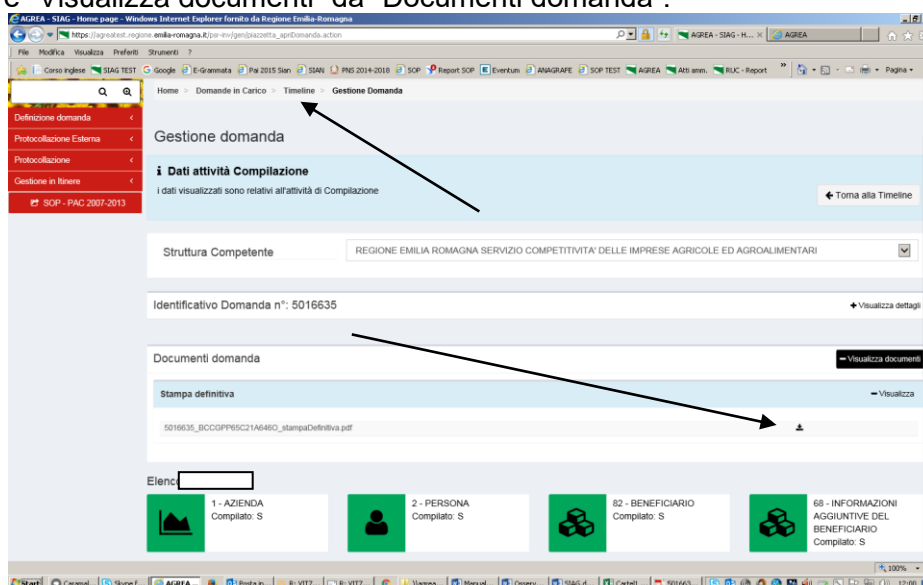 e "Visualizza documenti" da "Documenti domanda".
AGREA - SIAG - Home page - Windows Internet Explorer fornito da Regione Emilia-Romagna
https://agreatest.regione.emilia-romagna.it/psr-inv/gen/piazzetta_apriDomanda.action
AGREA - SIAG - H... AGREA
File Modifica Visualizza Preferiti Strumenti ?
Corso inglese SIAG TEST Google E-Grammata Pai 2015 Sian SIAN PNS 2014-2018 SOP Report SOP Eventum ANAGRAFE SOP TEST AGREA Atti amm. RUC - Report Pagina
Home > Domande in Carico > Timeline > Gestione Domanda
Definizione domanda
Protocollazione Esterna
Protocollazione
Gestione in Itinere
SOP - PAC 2007-2013
Gestione domanda
Dati attività Compilazione
i dati visualizzati sono relativi all'attività di Compilazione
Torna alla Timeline
Struttura Competente REGIONE EMILIA ROMAGNA SERVIZIO COMPETITIVITA' DELLE IMPRESE AGRICOLE ED AGROALIMENTARI
Identificativo Domanda n°: 5016635 Visualizza dettagli
Documenti domanda Visualizza documenti
Stampa definitiva Visualizza
5016635_BCCGPP65C21A646O_stampaDefinitiva.pdf
Elenco
1 - AZIENDA
Compilato: S
2 - PERSONA
Compilato: S
82 - BENEFICIARIO
Compilato: S
68 - INFORMAZIONI
AGGIUNTIVE DEL
BENEFICIARIO
Compilato: S
100%
Start AGREA 12:00